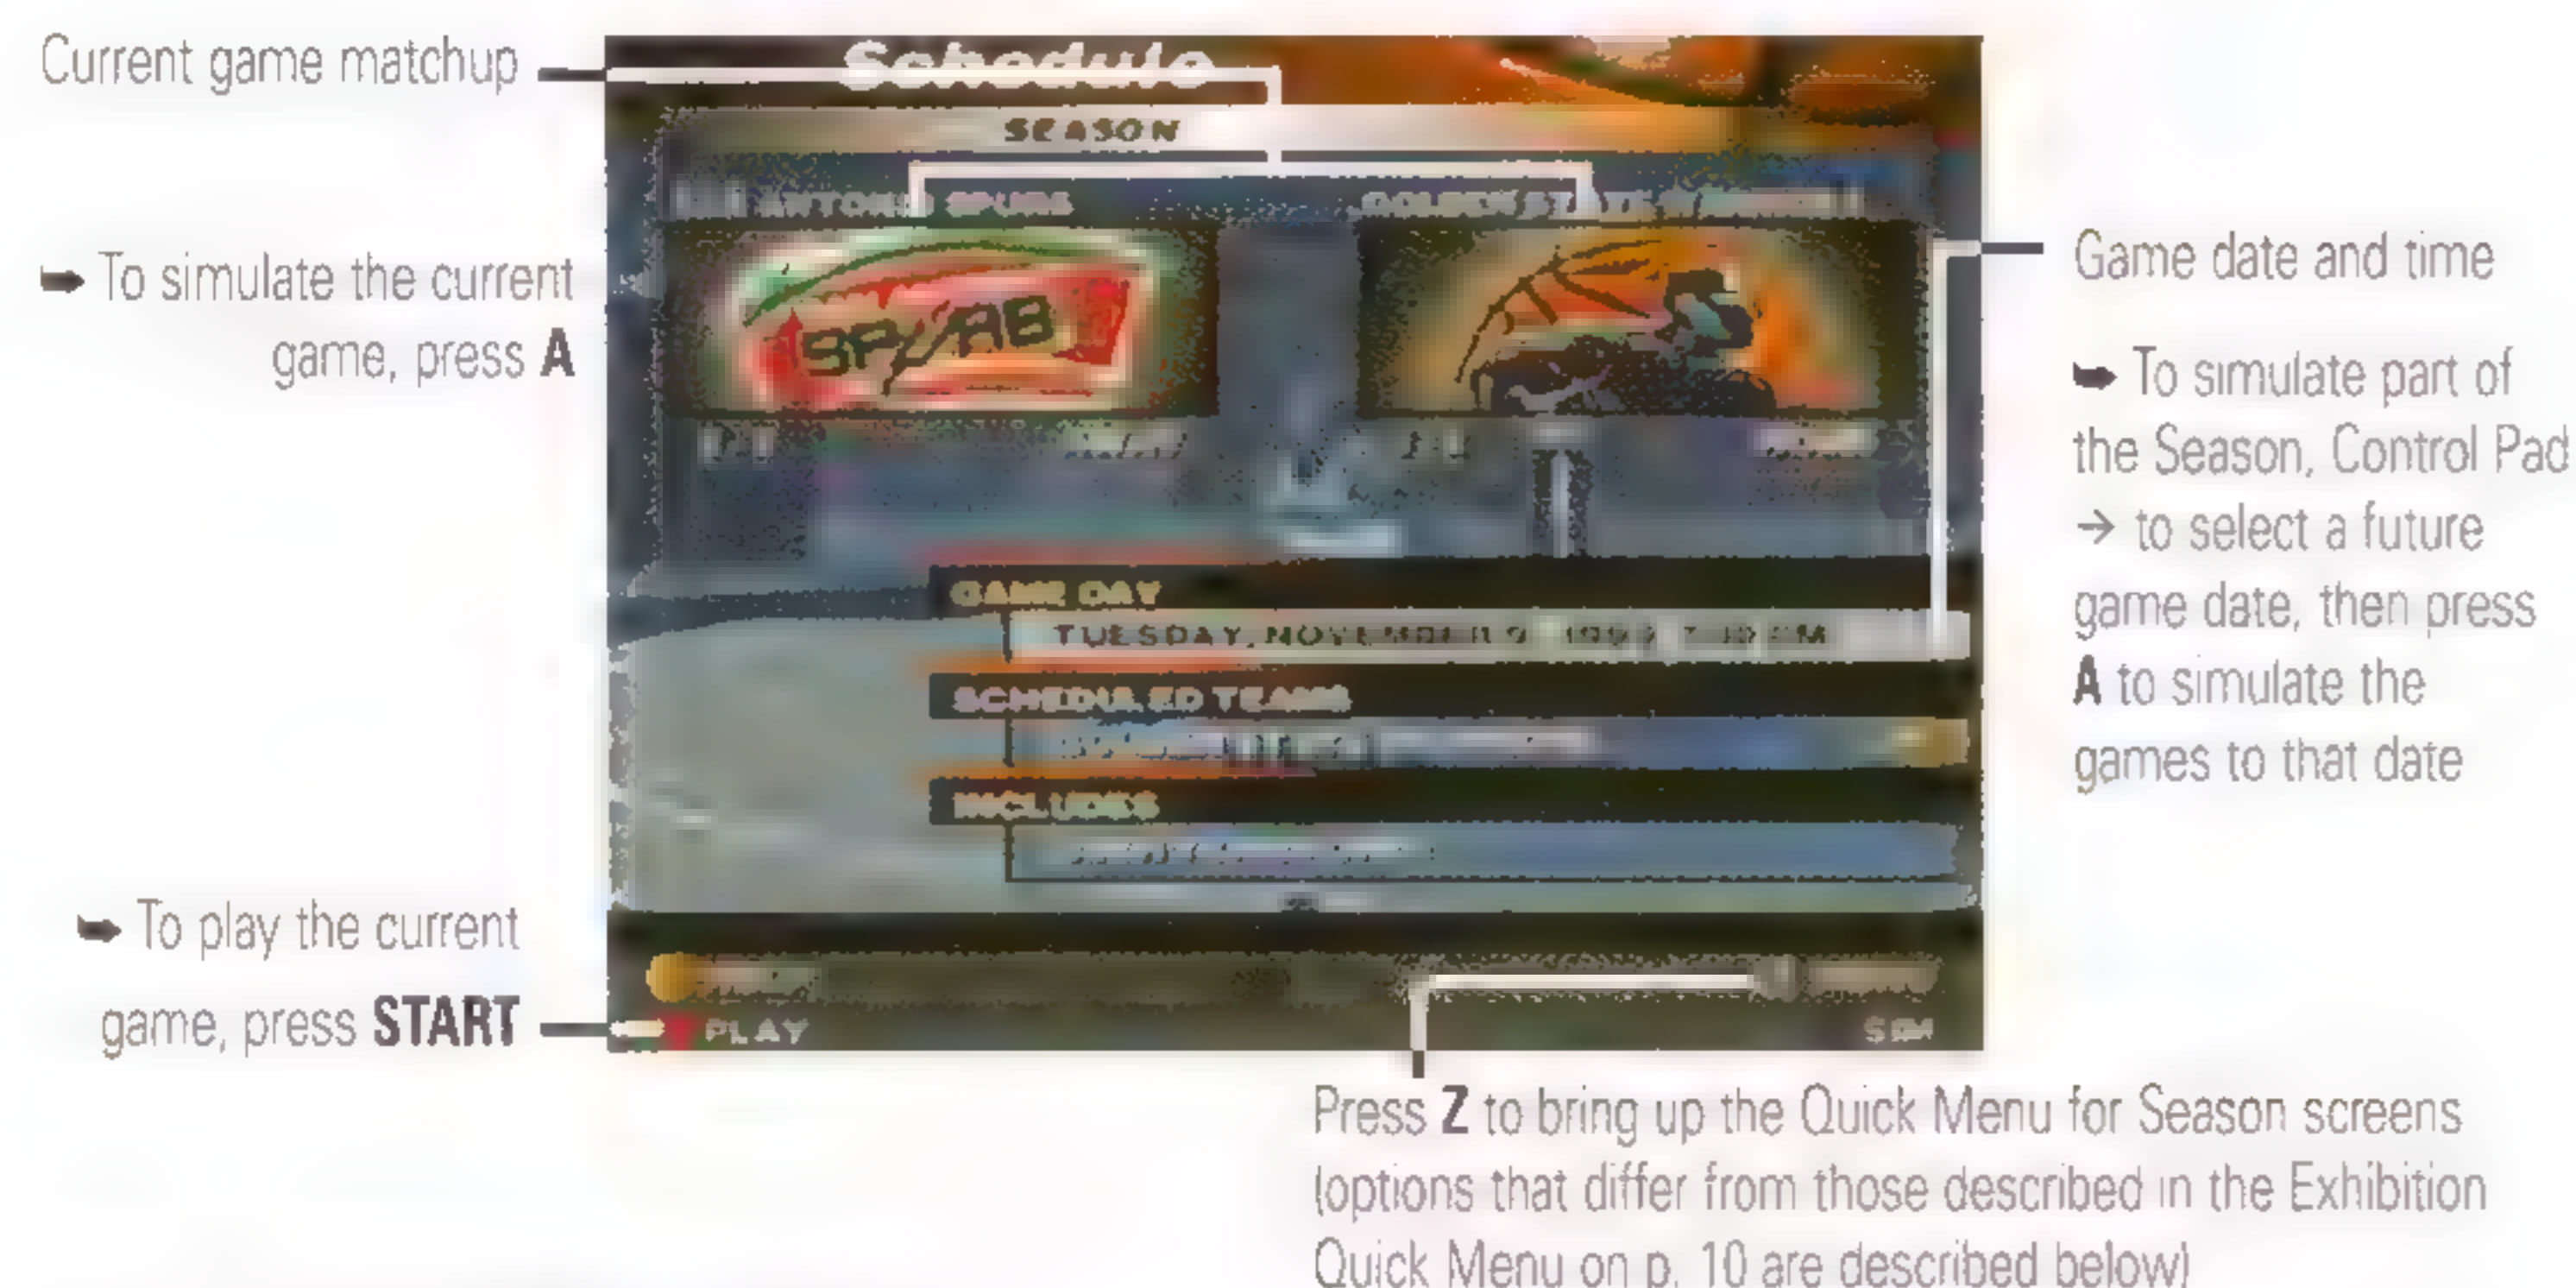 Current game matchup
Schedule
SEASON
SPURS
➨ To simulate the current
game, press A
Game date and time
➨ To simulate part of
the Season, Control Pad
→ to select a future
game date, then press
A to simulate the
games to that date
GAME DAY
TUESDAY, NOVEMBER 9
SCHEDULED TEAMS
INCLUDES
➨ To play the current
game, press START
PLAY
SIM
Press Z to bring up the Quick Menu for Season screens
(options that differ from those described in the Exhibition
Quick Menu on p. 10 are described below)